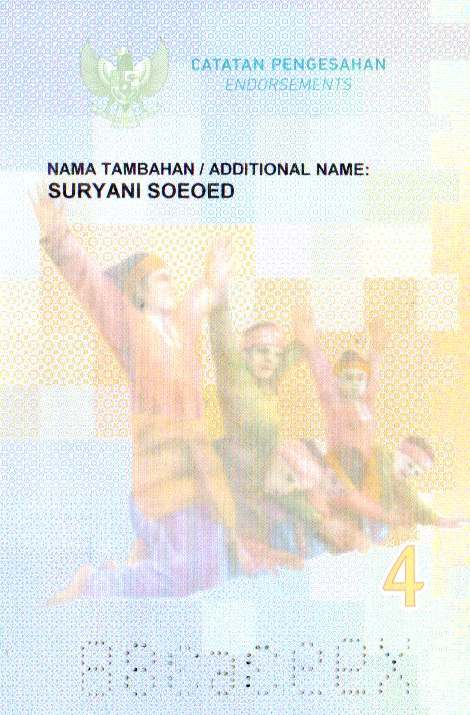 CATATAN PENGESAHAN
ENDORSEMENTS
NAMA TAMBAHAN / ADDITIONAL NAME:
SURYANI SOEOED
4